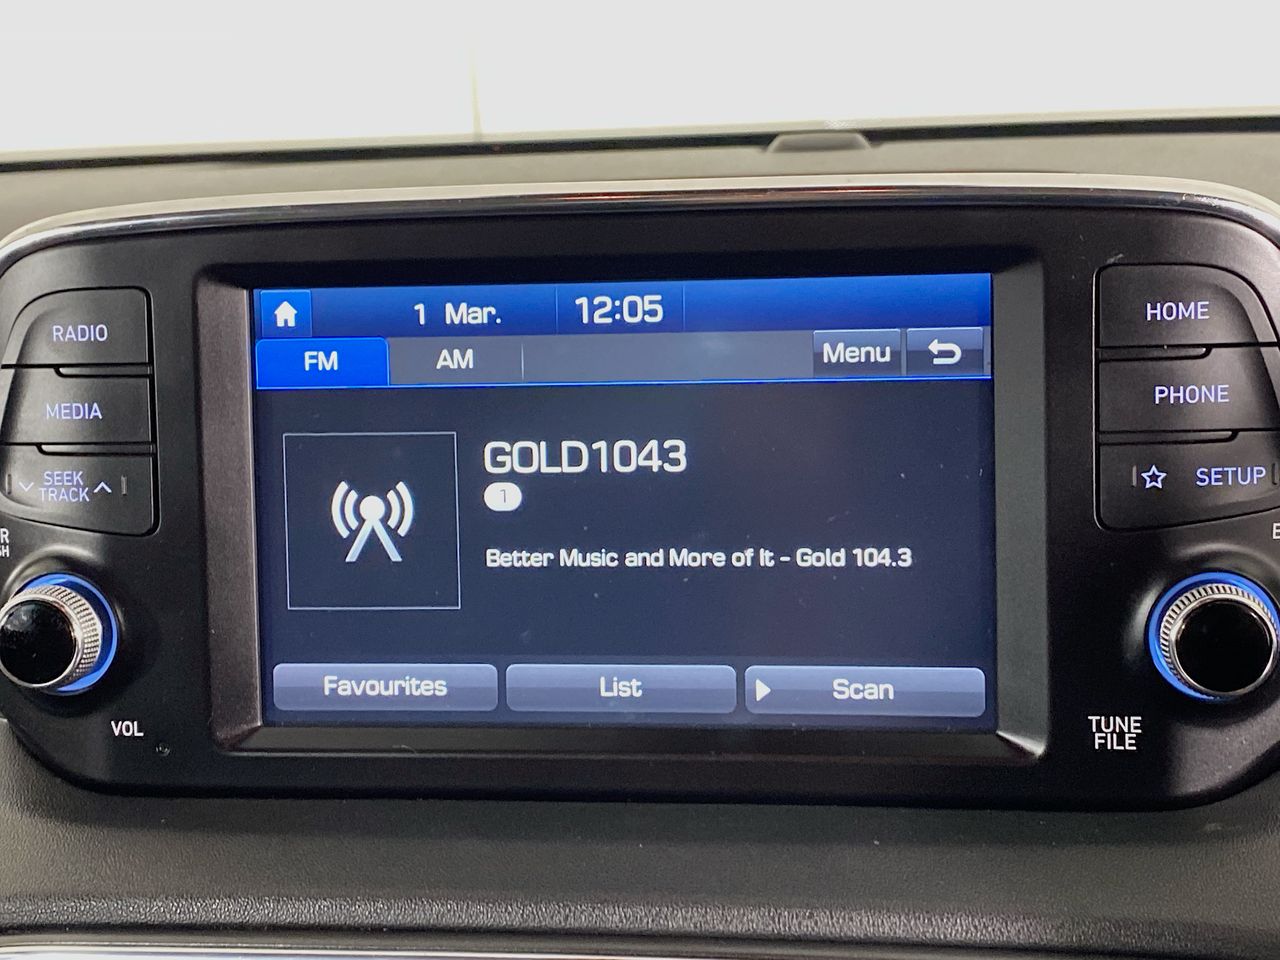 1 Mar. 12:05
FM AM Menu
GOLD1043
1
Better Music and More of It - Gold 104.3
Favourites List Scan
RADIO
MEDIA
SEEK
TRACK
VOL
HOME
PHONE
SETUP
TUNE
FILE